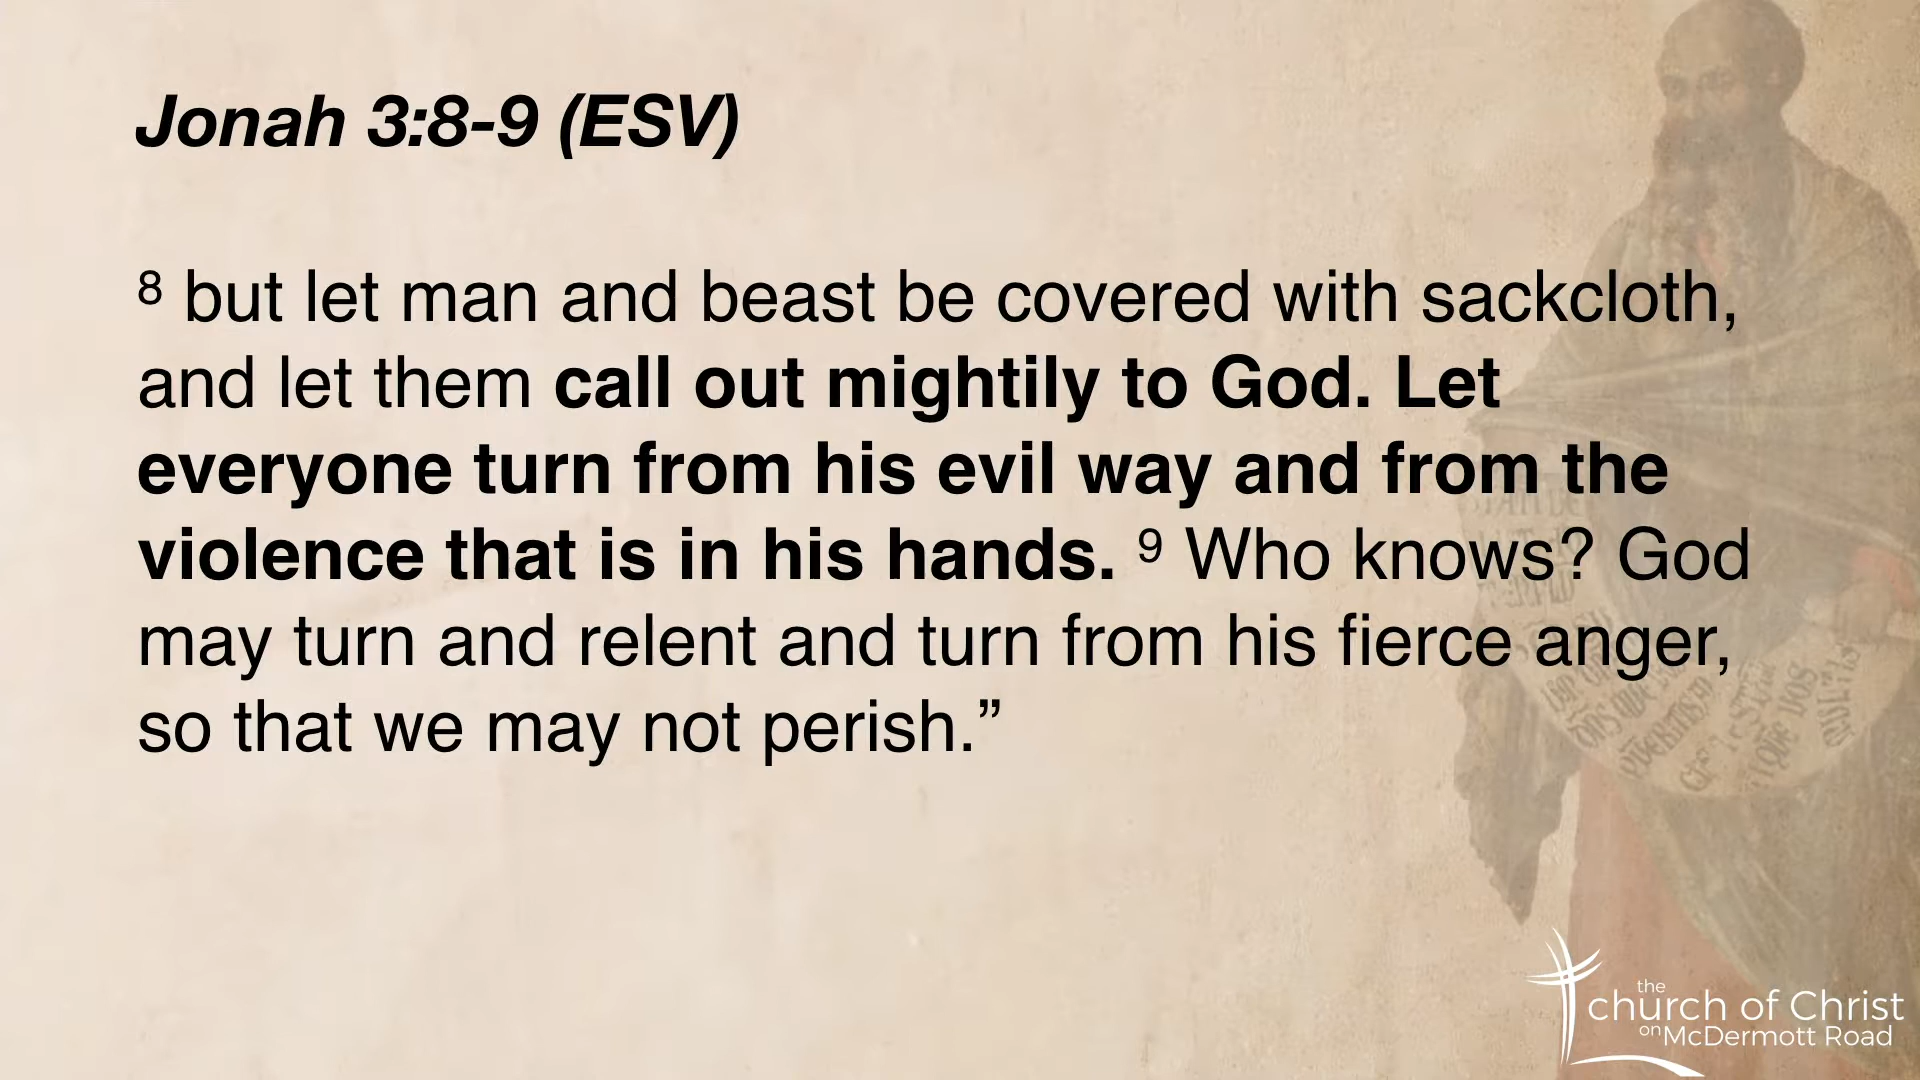 Jonah 3:8-9 (ESV)
8 but let man and beast be covered with sackcloth,
and let them call out mightily to God. Let
everyone turn from his evil way and from the
violence that is in his hands. 9 Who knows? God
may turn and relent and turn from his fierce anger,
so that we may not perish.”
the
church of Christ
on McDermott Road